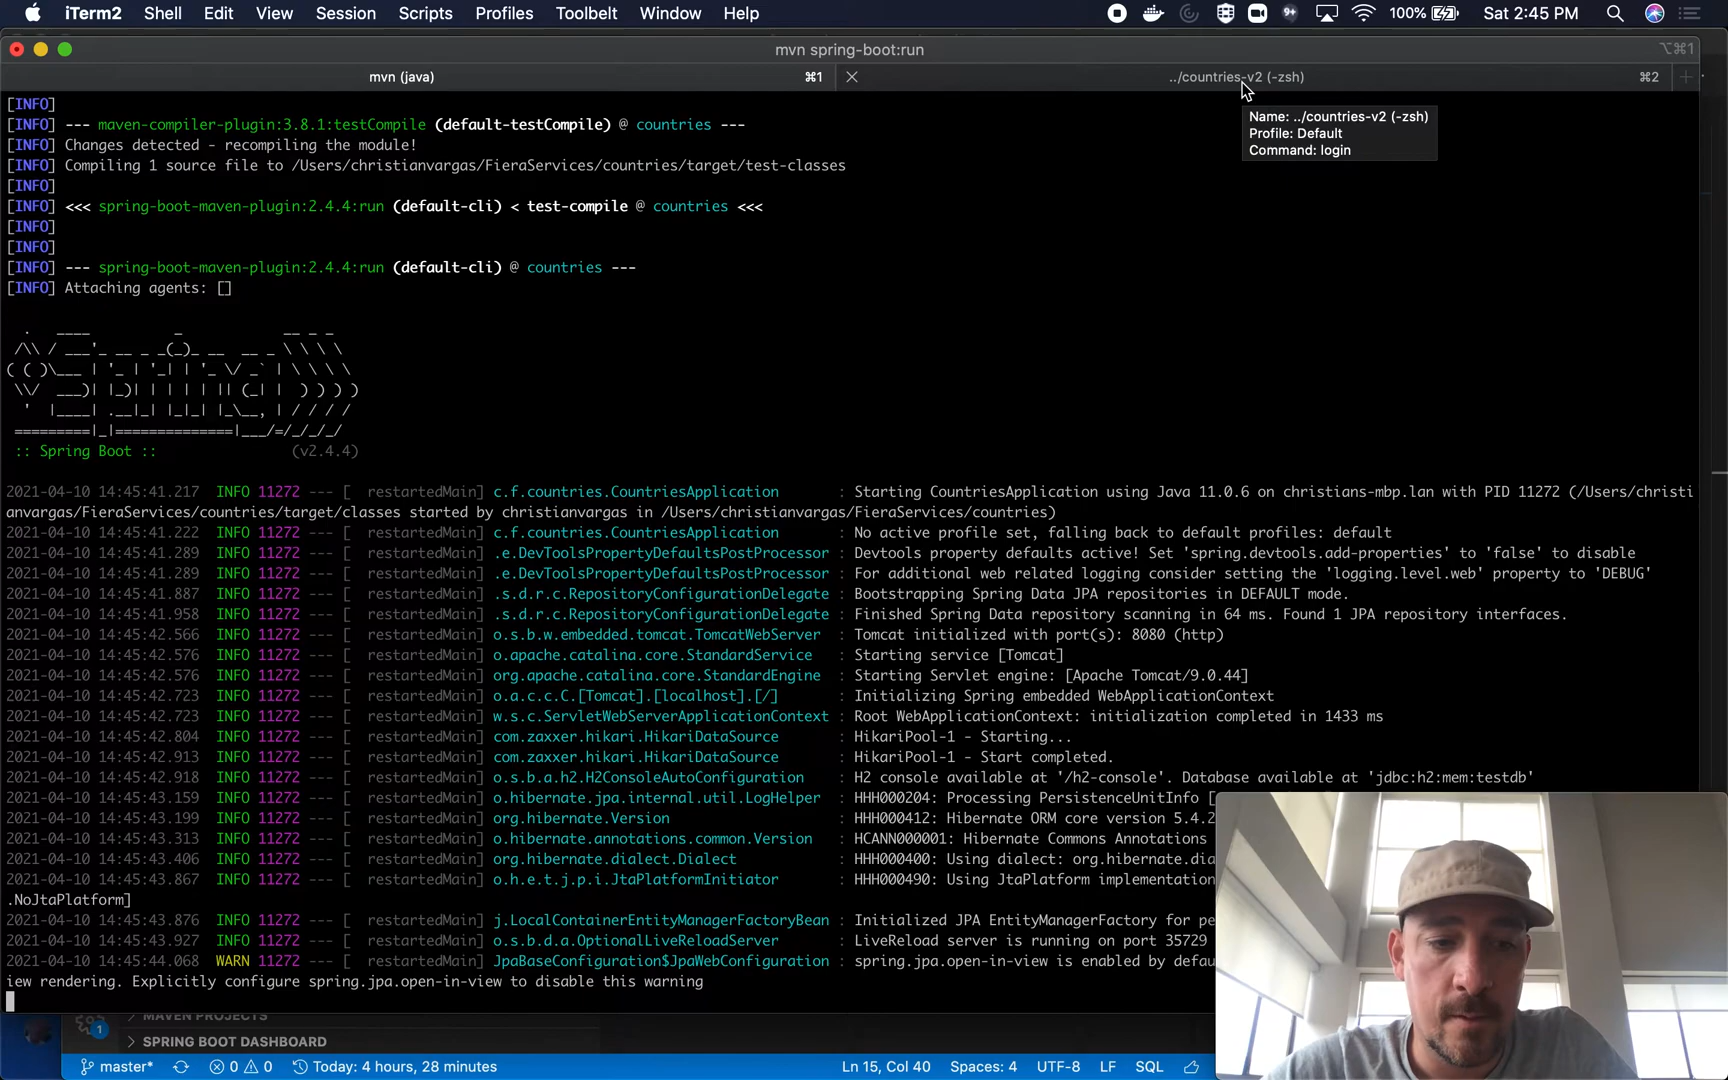 iTerm2 Shell Edit View Session Scripts Profiles Toolbelt Window Help 9+ 100% Sat 2:45 PM
mvn spring-boot:run ⌥⌘1
mvn (java) ⌘1 ../countries-v2 (-zsh) ⌘2
Name: ../countries-v2 (-zsh)
Profile: Default
Command: login
[INFO]
[INFO] --- maven-compiler-plugin:3.8.1:testCompile (default-testCompile) @ countries ---
[INFO] Changes detected - recompiling the module!
[INFO] Compiling 1 source file to /Users/christianvargas/FieraServices/countries/target/test-classes
[INFO]
[INFO] <<< spring-boot-maven-plugin:2.4.4:run (default-cli) < test-compile @ countries <<<
[INFO]
[INFO]
[INFO] --- spring-boot-maven-plugin:2.4.4:run (default-cli) @ countries ---
[INFO] Attaching agents: []
:: Spring Boot :: (v2.4.4)
2021-04-10 14:45:41.217 INFO 11272 --- [ restartedMain] c.f.countries.CountriesApplication : Starting CountriesApplication using Java 11.0.6 on christians-mbp.lan with PID 11272 (/Users/christi
anvargas/FieraServices/countries/target/classes started by christianvargas in /Users/christianvargas/FieraServices/countries)
2021-04-10 14:45:41.222 INFO 11272 --- [ restartedMain] c.f.countries.CountriesApplication : No active profile set, falling back to default profiles: default
2021-04-10 14:45:41.289 INFO 11272 --- [ restartedMain] .e.DevToolsPropertyDefaultsPostProcessor : Devtools property defaults active! Set 'spring.devtools.add-properties' to 'false' to disable
2021-04-10 14:45:41.289 INFO 11272 --- [ restartedMain] .e.DevToolsPropertyDefaultsPostProcessor : For additional web related logging consider setting the 'logging.level.web' property to 'DEBUG'
2021-04-10 14:45:41.887 INFO 11272 --- [ restartedMain] .s.d.r.c.RepositoryConfigurationDelegate : Bootstrapping Spring Data JPA repositories in DEFAULT mode.
2021-04-10 14:45:41.958 INFO 11272 --- [ restartedMain] .s.d.r.c.RepositoryConfigurationDelegate : Finished Spring Data repository scanning in 64 ms. Found 1 JPA repository interfaces.
2021-04-10 14:45:42.566 INFO 11272 --- [ restartedMain] o.s.b.w.embedded.tomcat.TomcatWebServer : Tomcat initialized with port(s): 8080 (http)
2021-04-10 14:45:42.576 INFO 11272 --- [ restartedMain] o.apache.catalina.core.StandardService : Starting service [Tomcat]
2021-04-10 14:45:42.576 INFO 11272 --- [ restartedMain] org.apache.catalina.core.StandardEngine : Starting Servlet engine: [Apache Tomcat/9.0.44]
2021-04-10 14:45:42.723 INFO 11272 --- [ restartedMain] o.a.c.c.C.[Tomcat].[localhost].[/] : Initializing Spring embedded WebApplicationContext
2021-04-10 14:45:42.723 INFO 11272 --- [ restartedMain] w.s.c.ServletWebServerApplicationContext : Root WebApplicationContext: initialization completed in 1433 ms
2021-04-10 14:45:42.804 INFO 11272 --- [ restartedMain] com.zaxxer.hikari.HikariDataSource : HikariPool-1 - Starting...
2021-04-10 14:45:42.913 INFO 11272 --- [ restartedMain] com.zaxxer.hikari.HikariDataSource : HikariPool-1 - Start completed.
2021-04-10 14:45:42.918 INFO 11272 --- [ restartedMain] o.s.b.a.h2.H2ConsoleAutoConfiguration : H2 console available at '/h2-console'. Database available at 'jdbc:h2:mem:testdb'
2021-04-10 14:45:43.159 INFO 11272 --- [ restartedMain] o.hibernate.jpa.internal.util.LogHelper : HHH000204: Processing PersistenceUnitInfo [
2021-04-10 14:45:43.199 INFO 11272 --- [ restartedMain] org.hibernate.Version : HHH000412: Hibernate ORM core version 5.4.2
2021-04-10 14:45:43.313 INFO 11272 --- [ restartedMain] o.hibernate.annotations.common.Version : HCANN000001: Hibernate Commons Annotations
2021-04-10 14:45:43.406 INFO 11272 --- [ restartedMain] org.hibernate.dialect.Dialect : HHH000400: Using dialect: org.hibernate.dia
2021-04-10 14:45:43.867 INFO 11272 --- [ restartedMain] o.h.e.t.j.p.i.JtaPlatformInitiator : HHH000490: Using JtaPlatform implementation
.NoJtaPlatform]
2021-04-10 14:45:43.876 INFO 11272 --- [ restartedMain] j.LocalContainerEntityManagerFactoryBean : Initialized JPA EntityManagerFactory for pe
2021-04-10 14:45:43.927 INFO 11272 --- [ restartedMain] o.s.b.d.a.OptionalLiveReloadServer : LiveReload server is running on port 35729
2021-04-10 14:45:44.068 WARN 11272 --- [ restartedMain] JpaBaseConfiguration$JpaWebConfiguration : spring.jpa.open-in-view is enabled by defau
iew rendering. Explicitly configure spring.jpa.open-in-view to disable this warning
1 > MAVEN PROJECTS
> SPRING BOOT DASHBOARD
master* 0 0 Today: 4 hours, 28 minutes Ln 15, Col 40 Spaces: 4 UTF-8 LF SQL